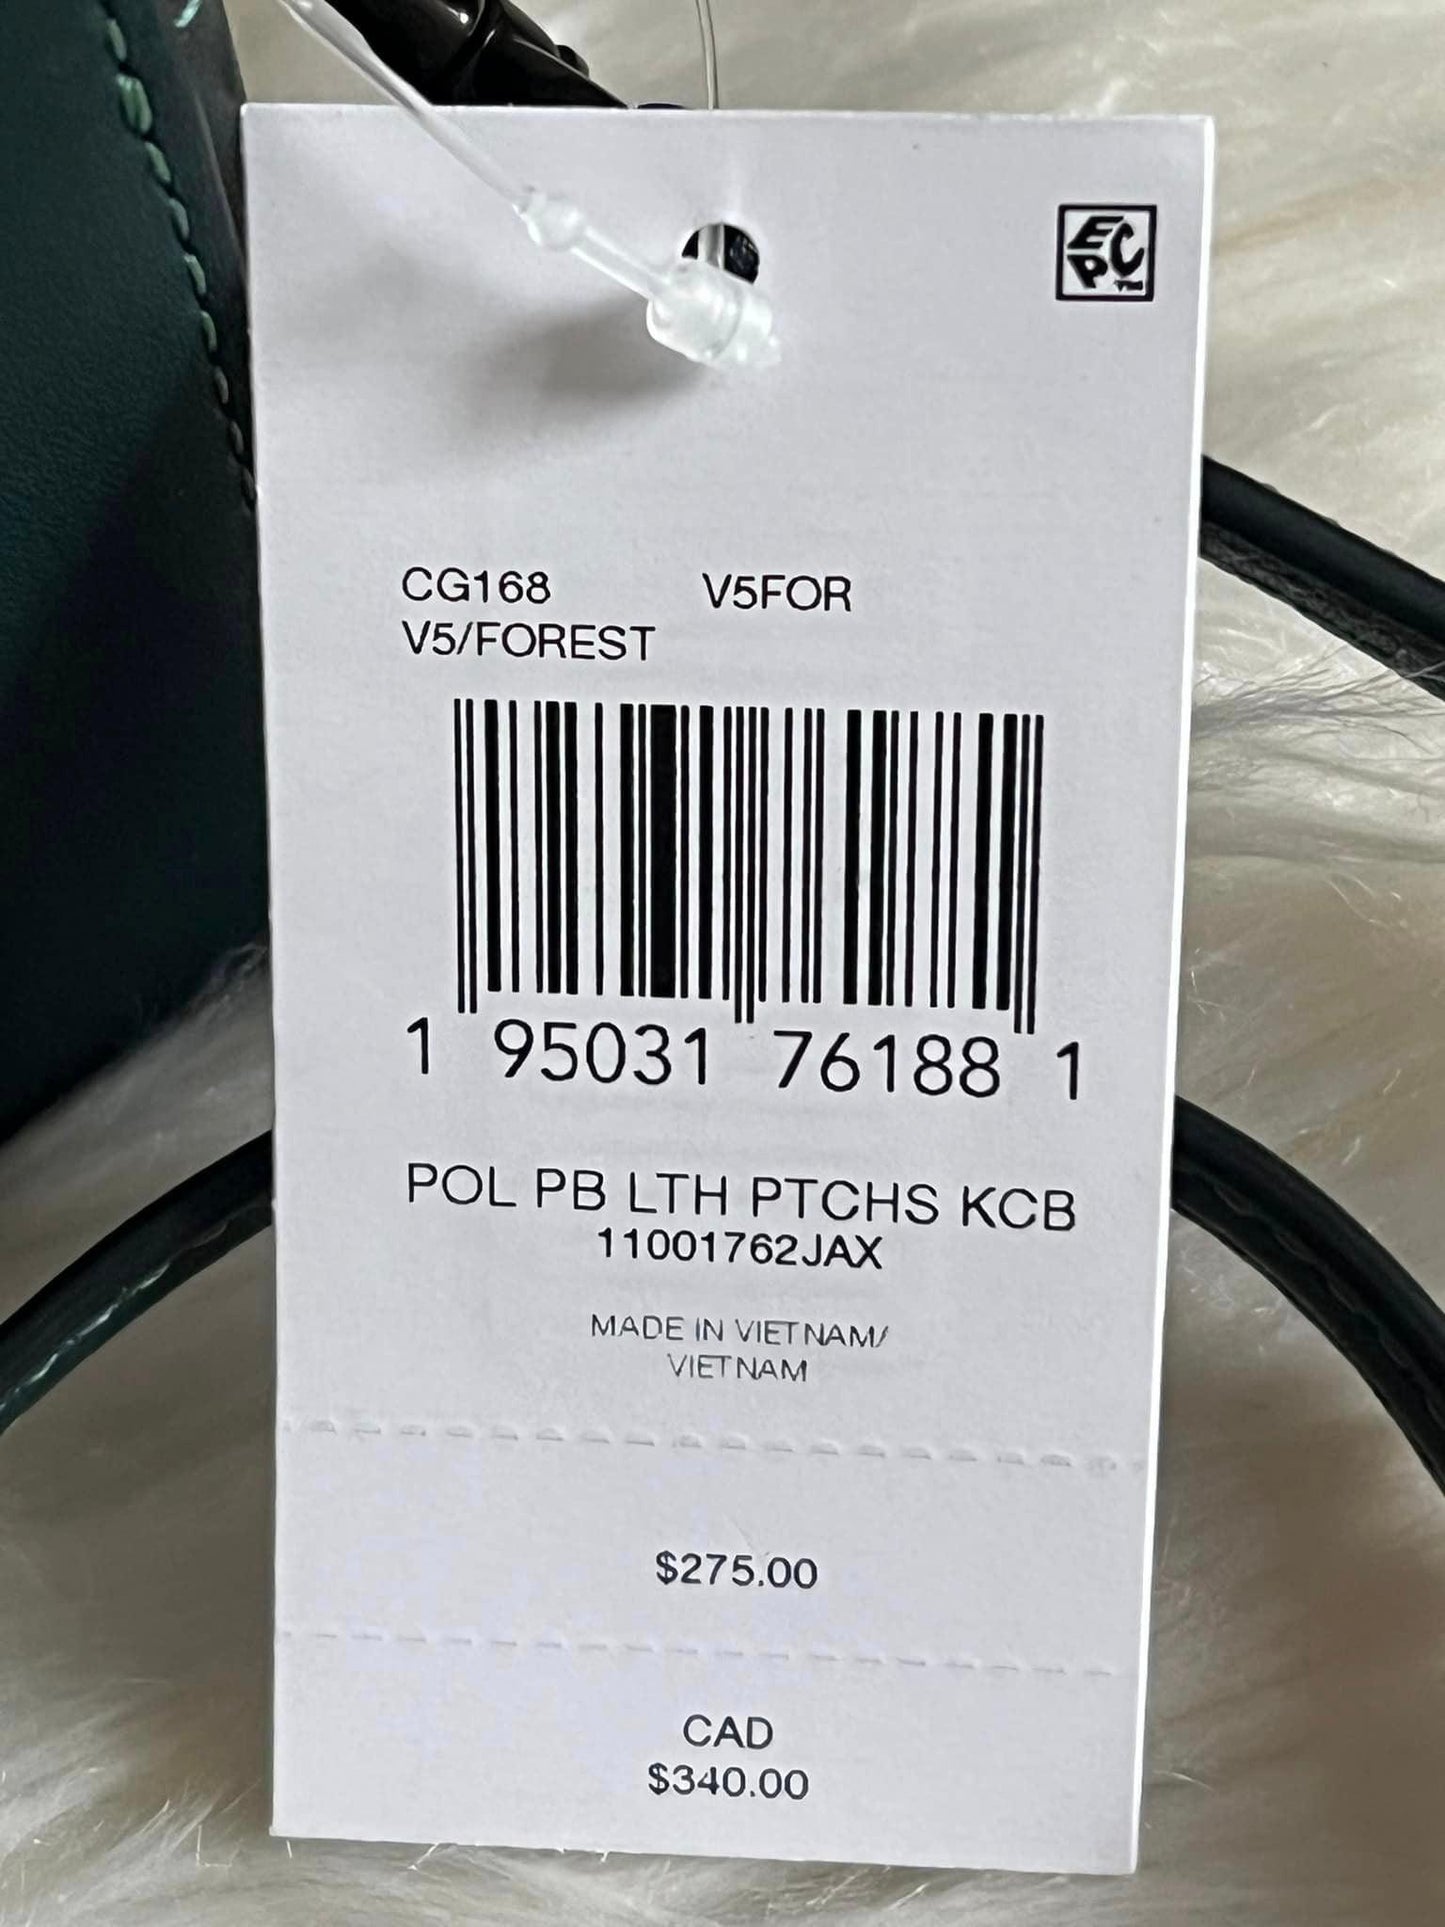 EPC™
CG168 V5FOR
V5/FOREST
1 95031 76188 1
POL PB LTH PTCHS KCB
11001762JAX
MADE IN VIETNAM/
VIETNAM
$275.00
CAD
$340.00